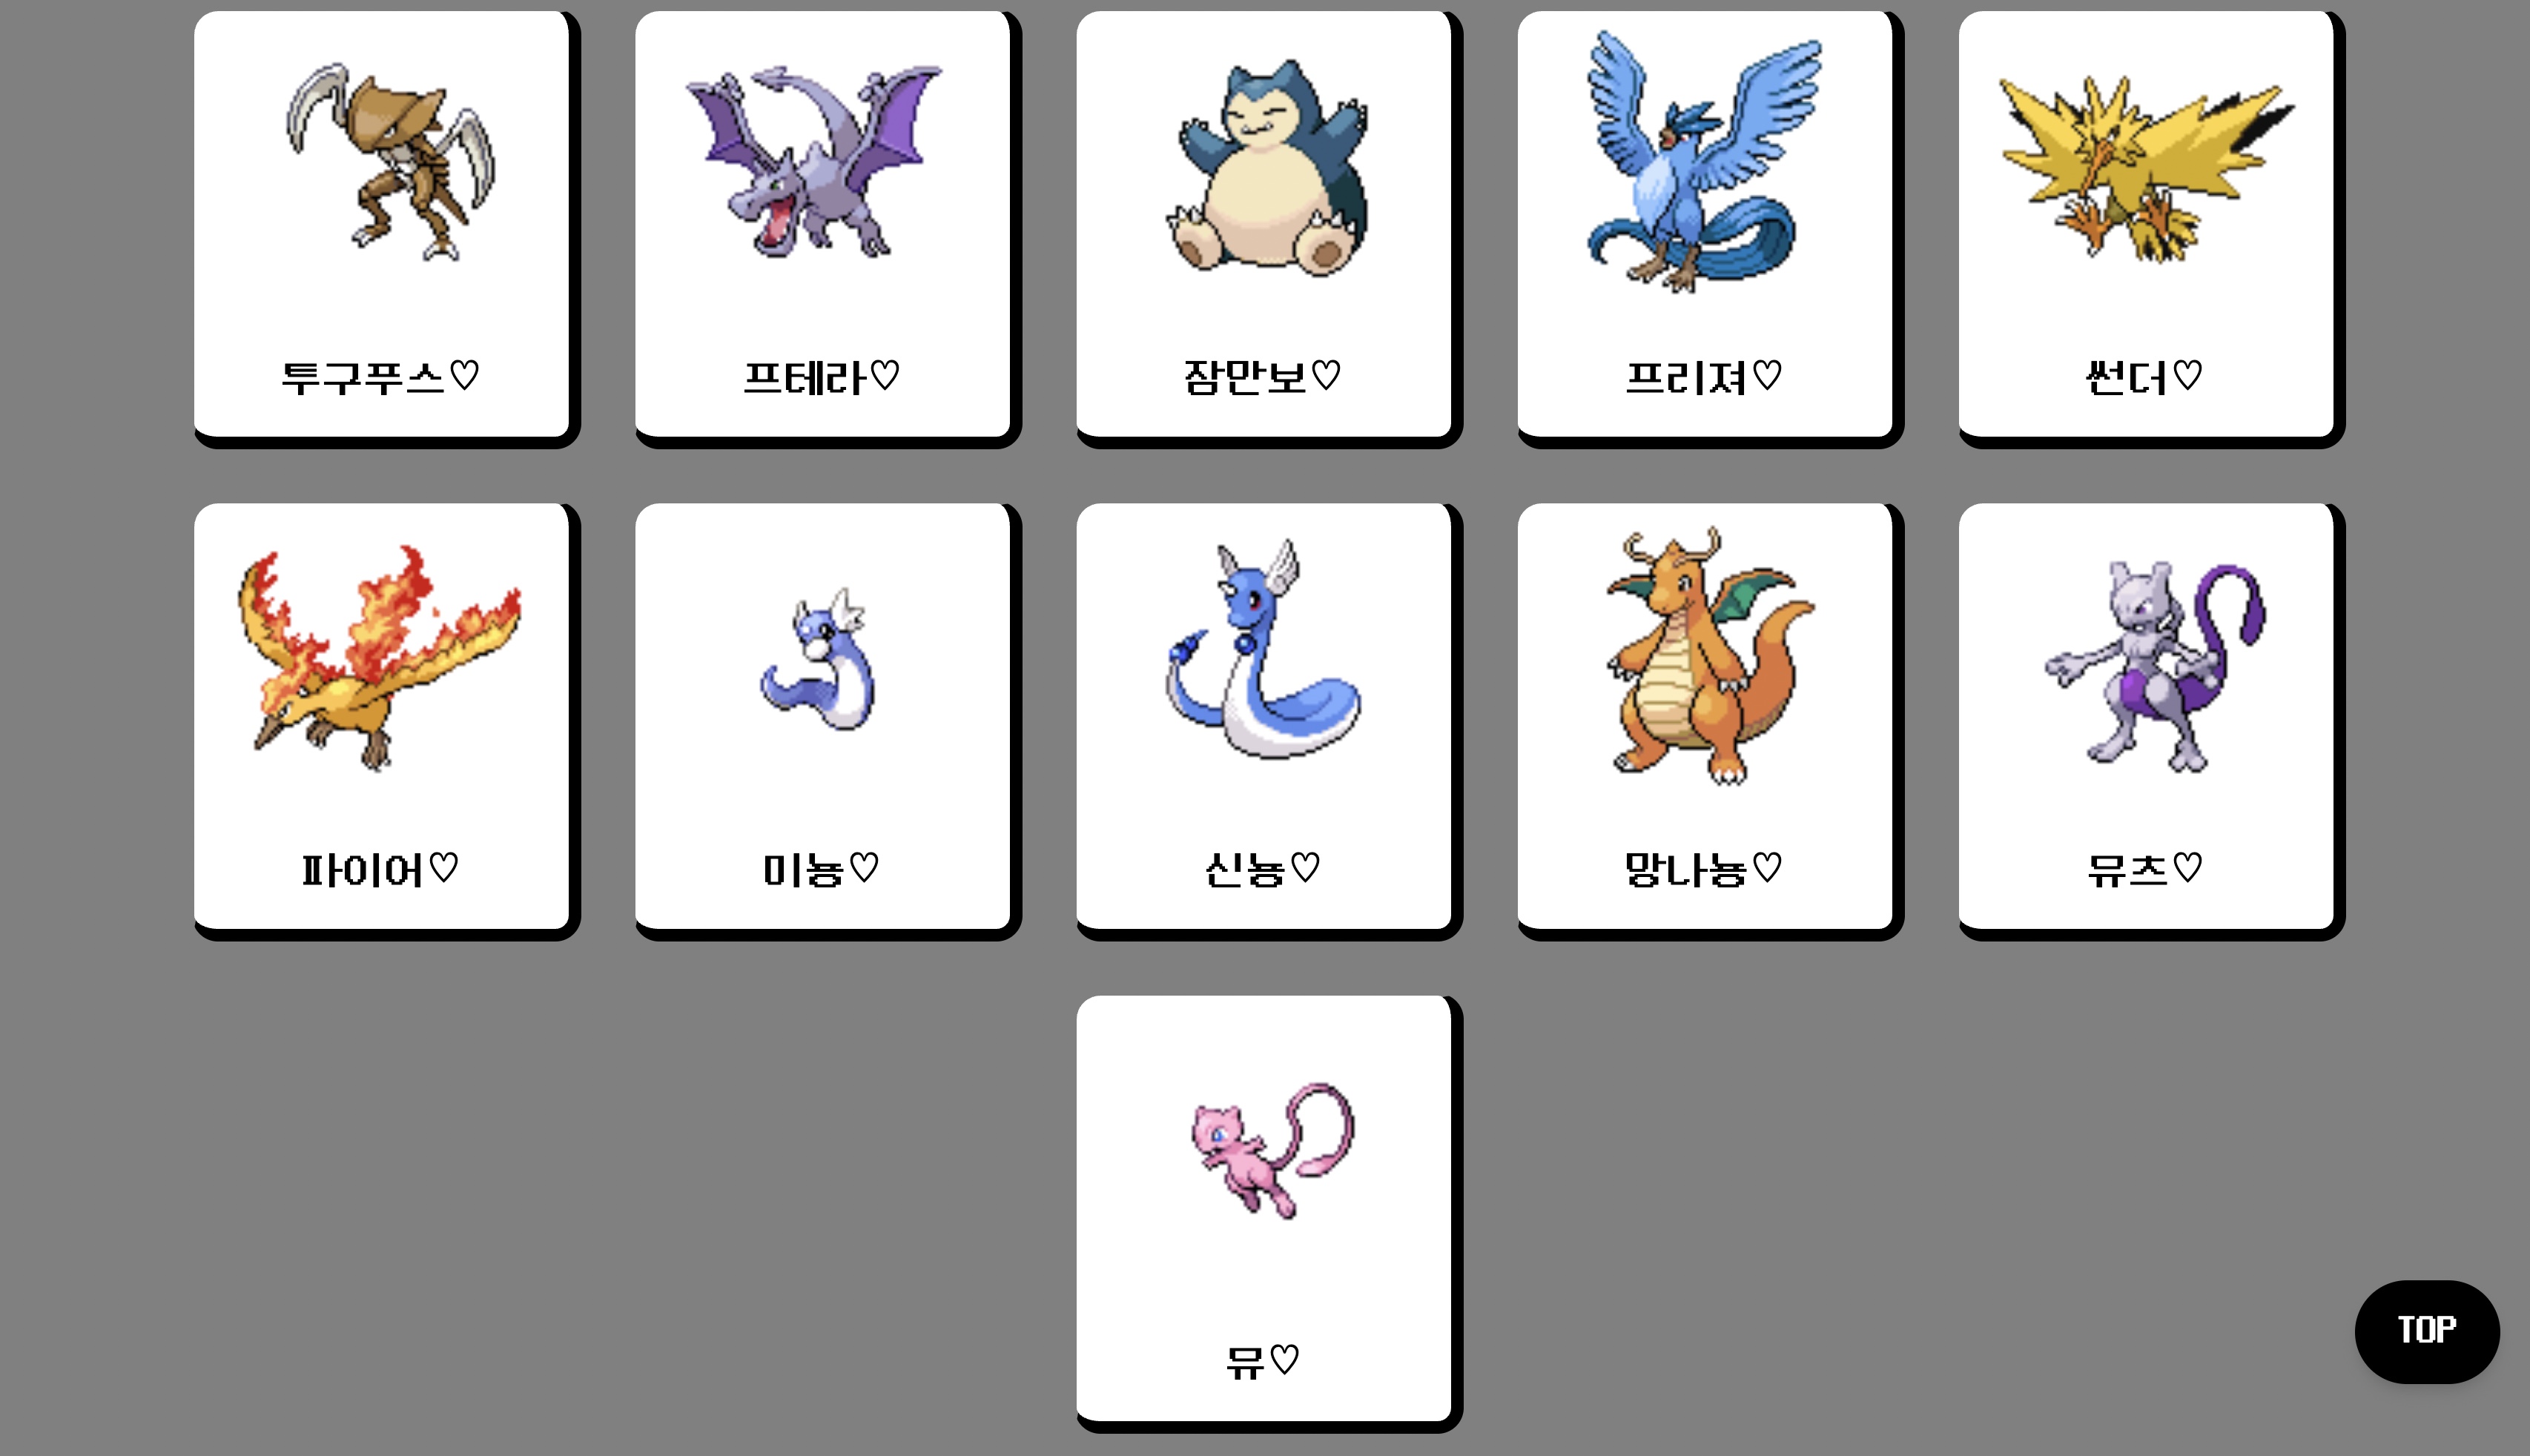 투구푸스♡
프테라♡
잠만보♡
프리져♡
썬더♡
파이어♡
미뇽♡
신뇽♡
망나뇽♡
뮤츠♡
뮤♡
TOP